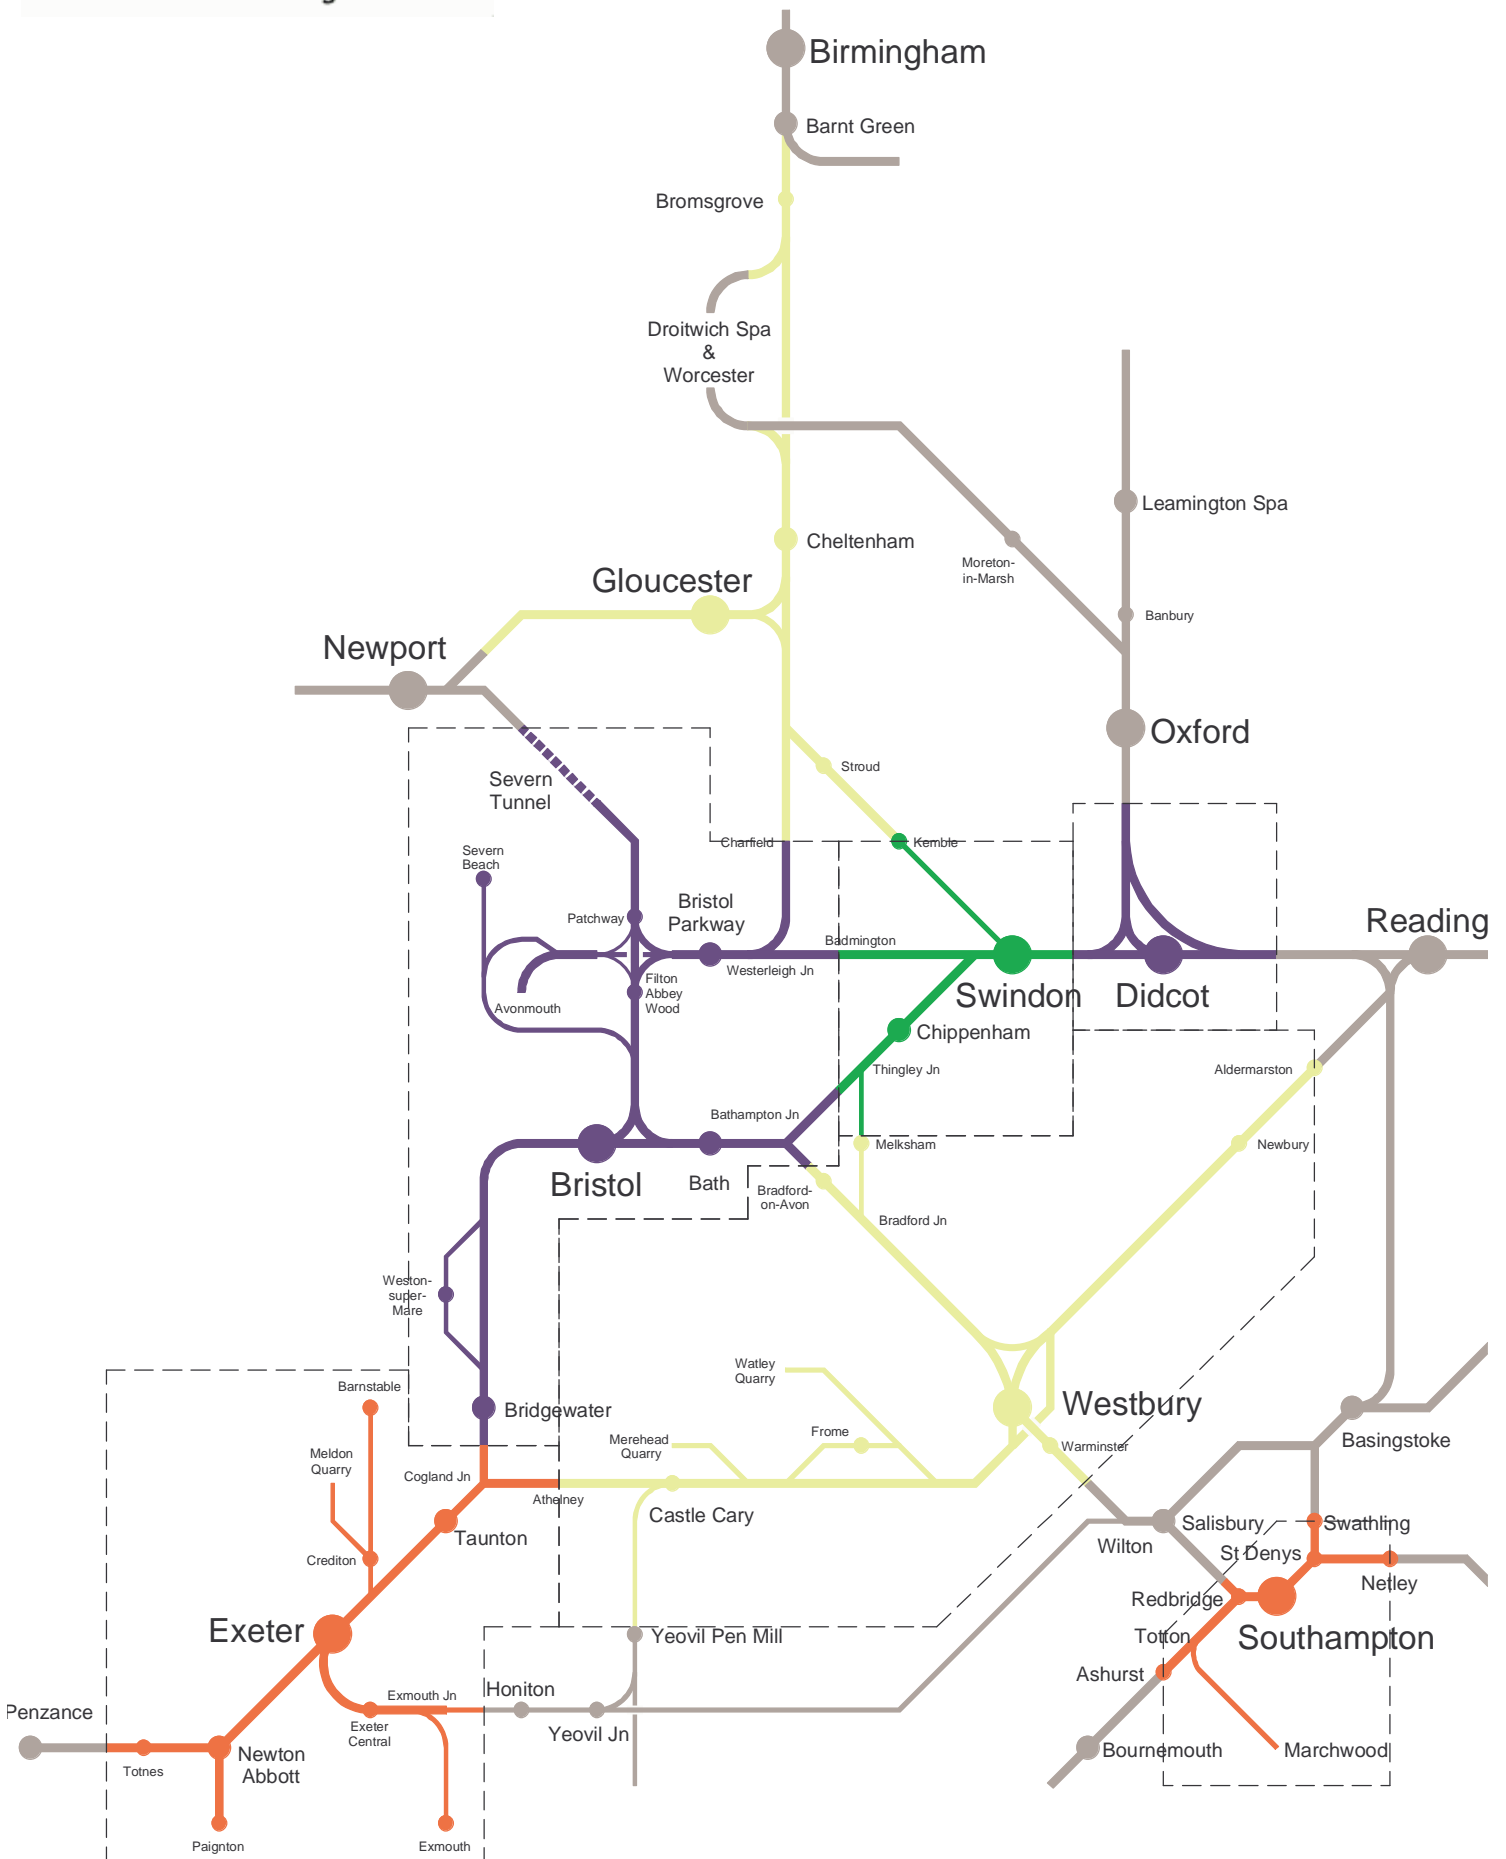 Birmingham
Barnt Green
Bromsgrove
Droitwich Spa
&
Worcester
Leamington Spa
Cheltenham
Moreton-
in-Marsh
Gloucester
Banbury
Newport
Oxford
Stroud
Severn
Tunnel
Charfield
Kemble
Severn
Beach
Bristol
Parkway
Patchway
Reading
Badmington
Westerleigh Jn
Filton
Abbey
Wood
Avonmouth
Swindon
Didcot
Chippenham
Thingley Jn
Aldermarston
Bathampton Jn
Melksham
Newbury
Bristol
Bath
Bradford-
on-Avon
Bradford Jn
Weston-
super-
Mare
Watley
Quarry
Barnstable
Bridgewater
Westbury
Frome
Merehead
Quarry
Warminster
Basingstoke
Meldon
Quarry
Cogland Jn
Athelney
Castle Cary
Taunton
Salisbury
Swathling
Wilton
St Denys
Crediton
Netley
Redbridge
Exeter
Yeovil Pen Mill
Totton
Southampton
Ashurst
Honiton
Exmouth Jn
Penzance
Exeter
Central
Yeovil Jn
Newton
Abbott
Bournemouth
Marchwood
Totnes
Paignton
Exmouth